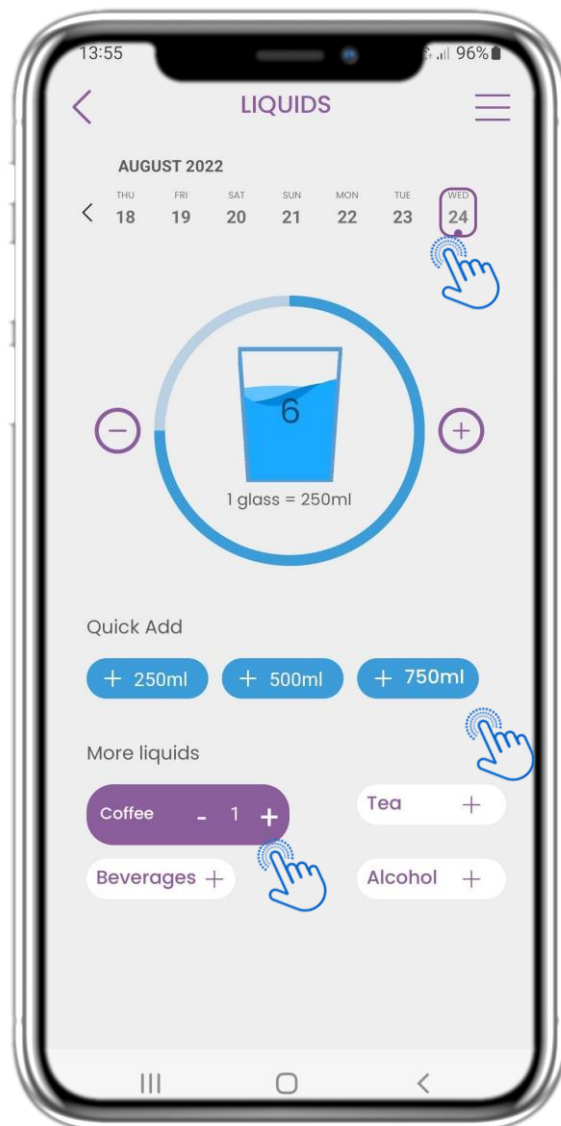 13:55 96%
LIQUIDS
AUGUST 2022
THU FRI SAT SUN MON TUE WED
18 19 20 21 22 23 24
6
1 glass = 250ml
Quick Add
+ 250ml + 500ml + 750ml
More liquids
Coffee - 1 + Tea +
Beverages + Alcohol +